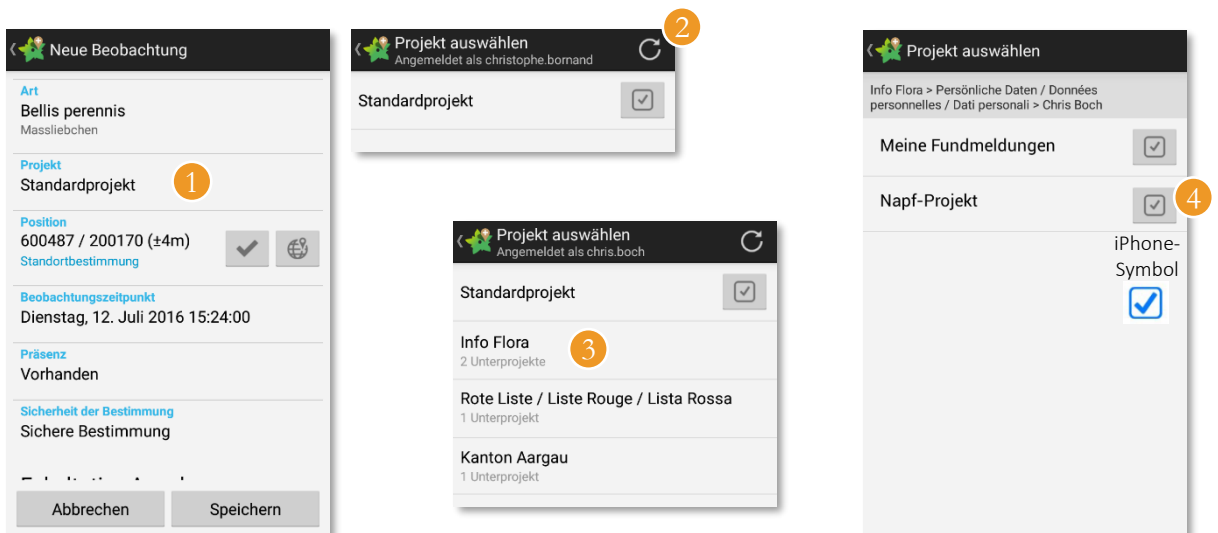 Neue Beobachtung
Art
Bellis perennis
Massliebchen
Projekt
Standardprojekt
1
Position
600487 / 200170 (±4m)
Standortbestimmung
Beobachtungszeitpunkt
Dienstag, 12. Juli 2016 15:24:00
Präsenz
Vorhanden
Sicherheit der Bestimmung
Sichere Bestimmung
Abbrechen
Speichern
2
Projekt auswählen
Angemeldet als christophe.bornand
Standardprojekt
Projekt auswählen
Angemeldet als chris.boch
Standardprojekt
Info Flora
2 Unterprojekte
3
Rote Liste / Liste Rouge / Lista Rossa
1 Unterprojekt
Kanton Aargau
1 Unterprojekt
Projekt auswählen
Info Flora > Persönliche Daten / Données
personnelles / Dati personali > Chris Boch
Meine Fundmeldungen
Napf-Projekt
4
iPhone-
Symbol